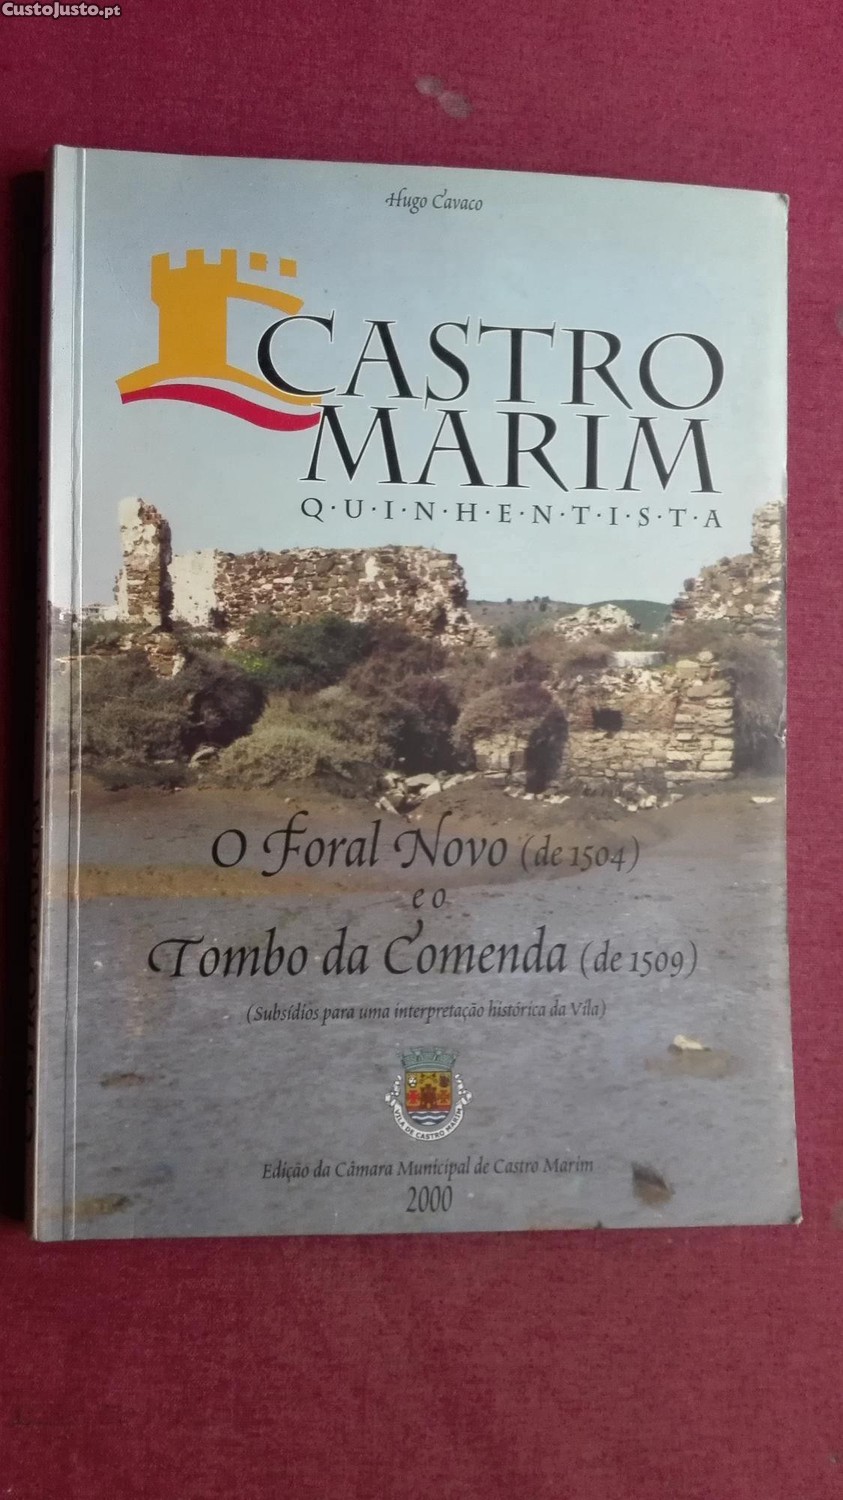 CustoJusto.pt
Hugo Cavaco
CASTRO
MARIM
Q·U·I·N·H·E·N·T·I·S·T·A
O Foral Novo (de 1504)
e o
Tombo da Comenda (de 1509)
(Subsídios para uma interpretação histórica da Vila)
VILA DE CASTRO MARIM
Edição da Câmara Municipal de Castro Marim
2000